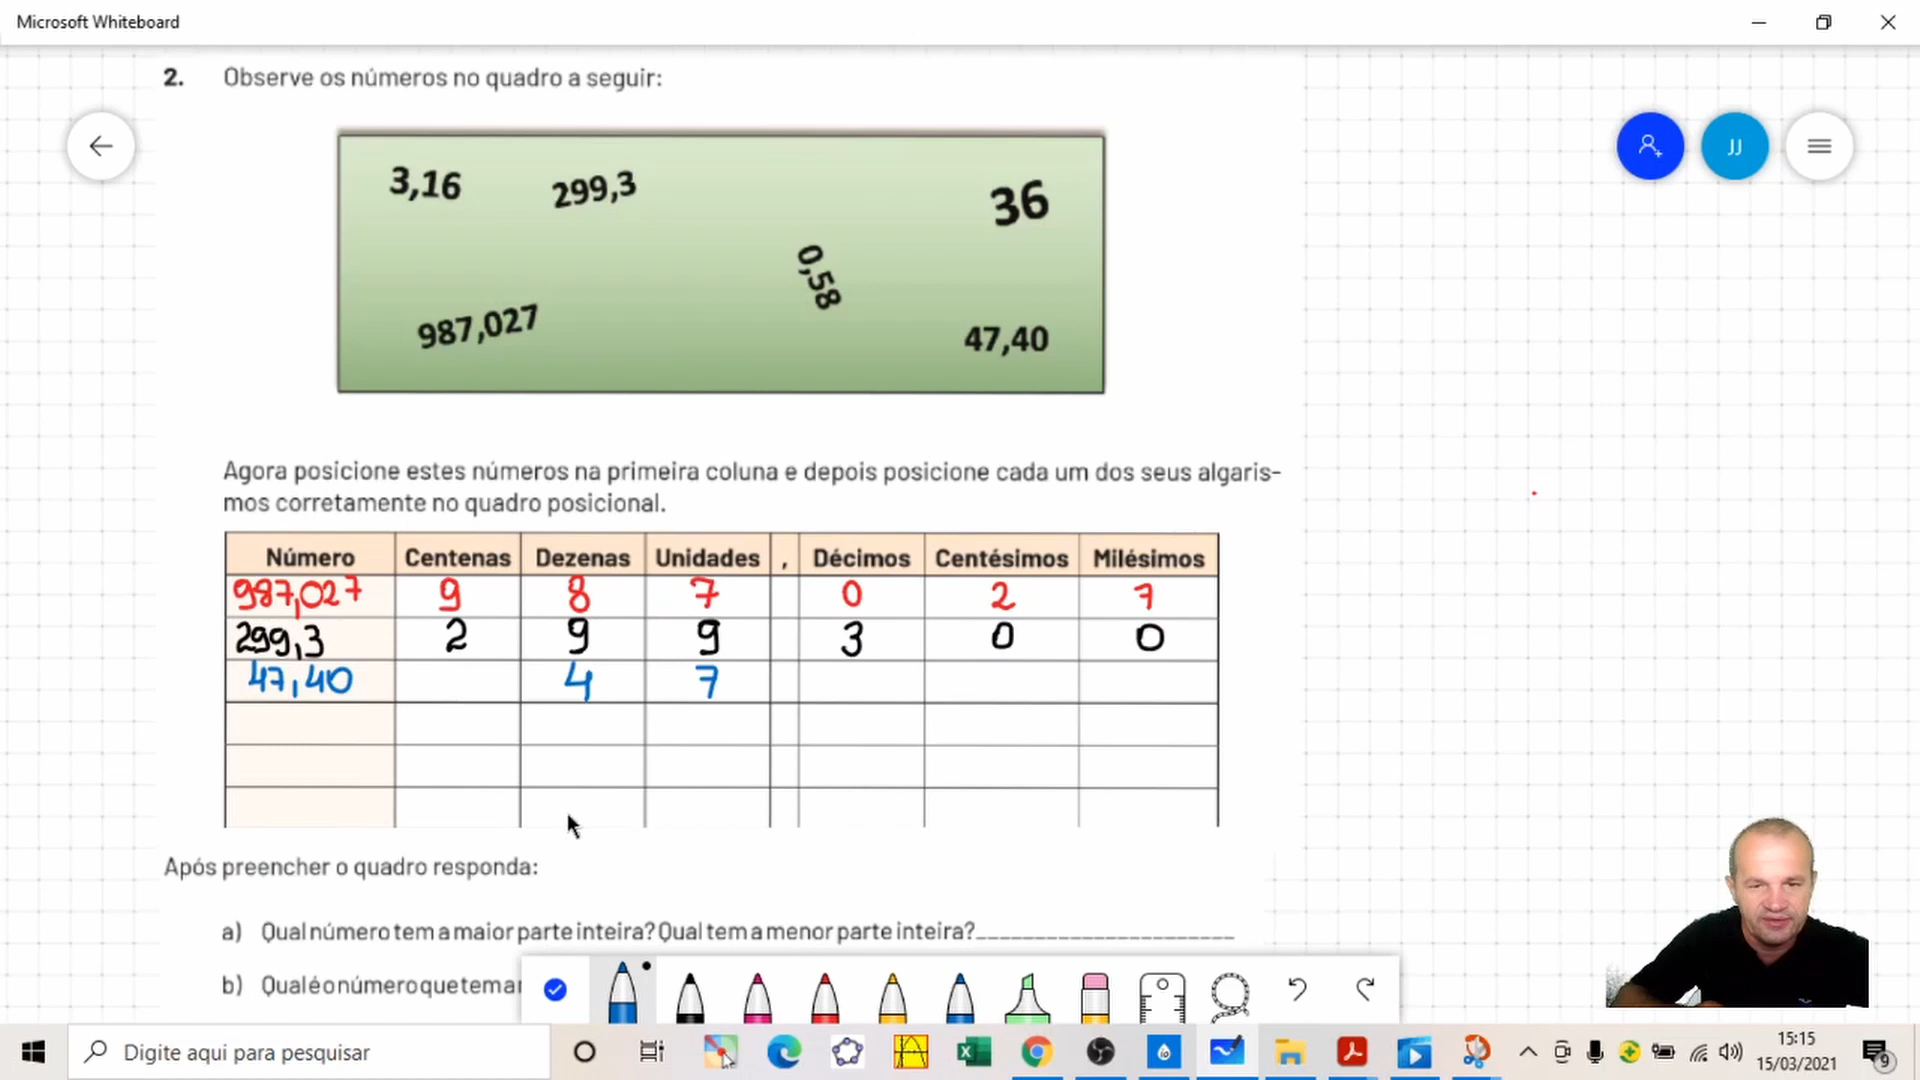 Microsoft Whiteboard
2. Observe os números no quadro a seguir:
3,16
299,3
36
0,58
987,027
47,40
JJ
Agora posicione estes números na primeira coluna e depois posicione cada um dos seus algaris-
mos corretamente no quadro posicional.
Número Centenas Dezenas Unidades , Décimos Centésimos Milésimos
987,027 9 8 7 0 2 7
299,3 2 9 9 3 0 0
47,40 4 7
Após preencher o quadro responda:
a) Qual número tem a maior parte inteira? Qual tem a menor parte inteira?
b) Qual é o número que tem a
Digite aqui para pesquisar
15:15
15/03/2021
9